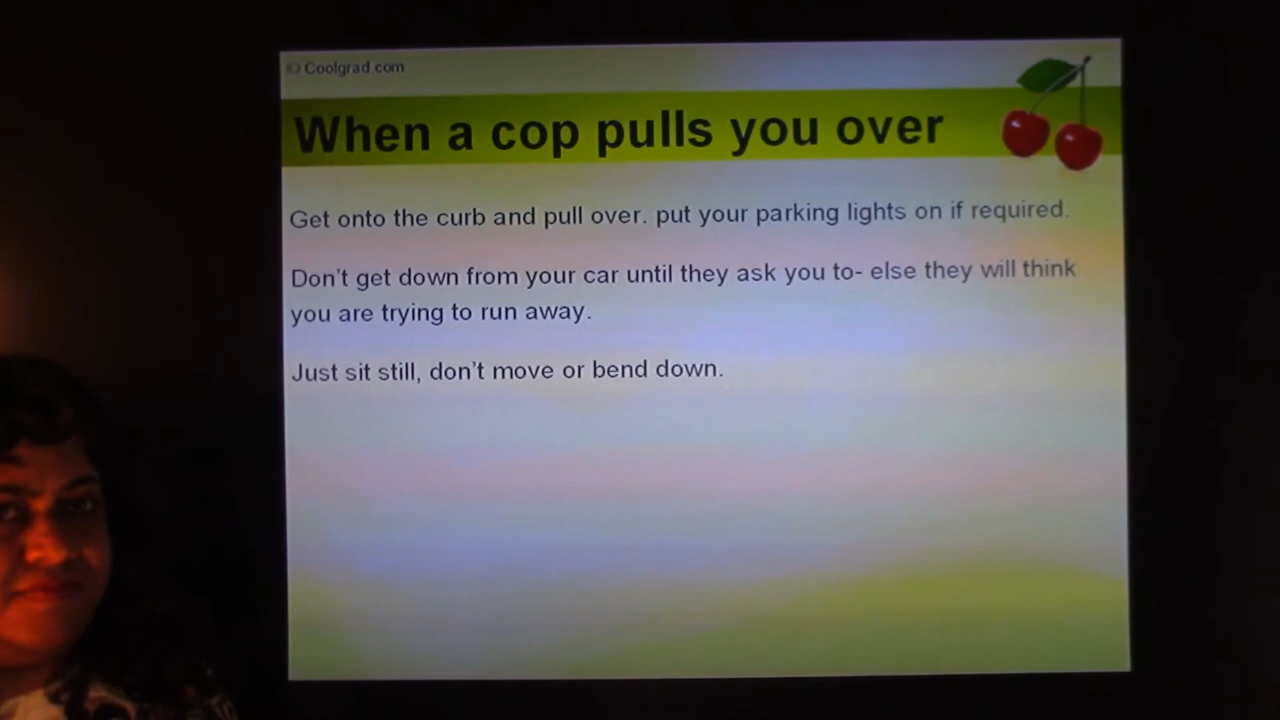 © Coolgrad.com
When a cop pulls you over
Get onto the curb and pull over. put your parking lights on if required.
Don't get down from your car until they ask you to- else they will think
you are trying to run away.
Just sit still, don't move or bend down.